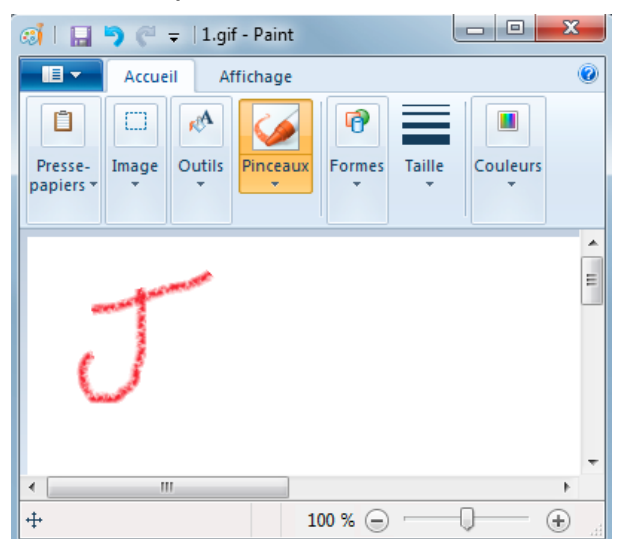 1.gif - Paint
Accueil Affichage
Presse-
papiers Image Outils Pinceaux Formes Taille Couleurs
J
100 %